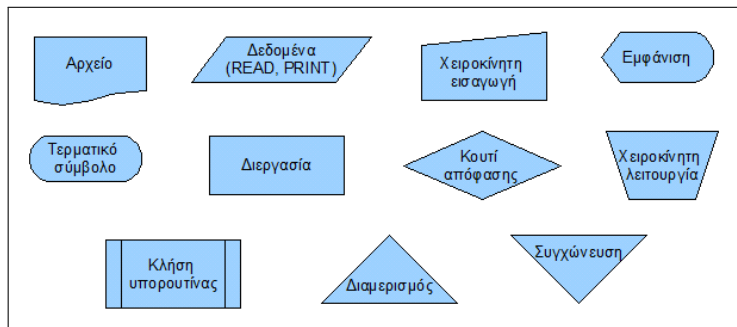 Αρχείο
Δεδομένα
(READ, PRINT)
Χειροκίνητη
εισαγωγή
Εμφάνιση
Τερματικό
σύμβολο
Διεργασία
Κουτί
απόφασης
Χειροκίνητη
λειτουργία
Κλήση
υπορουτίνας
Διαμερισμός
Συγχώνευση